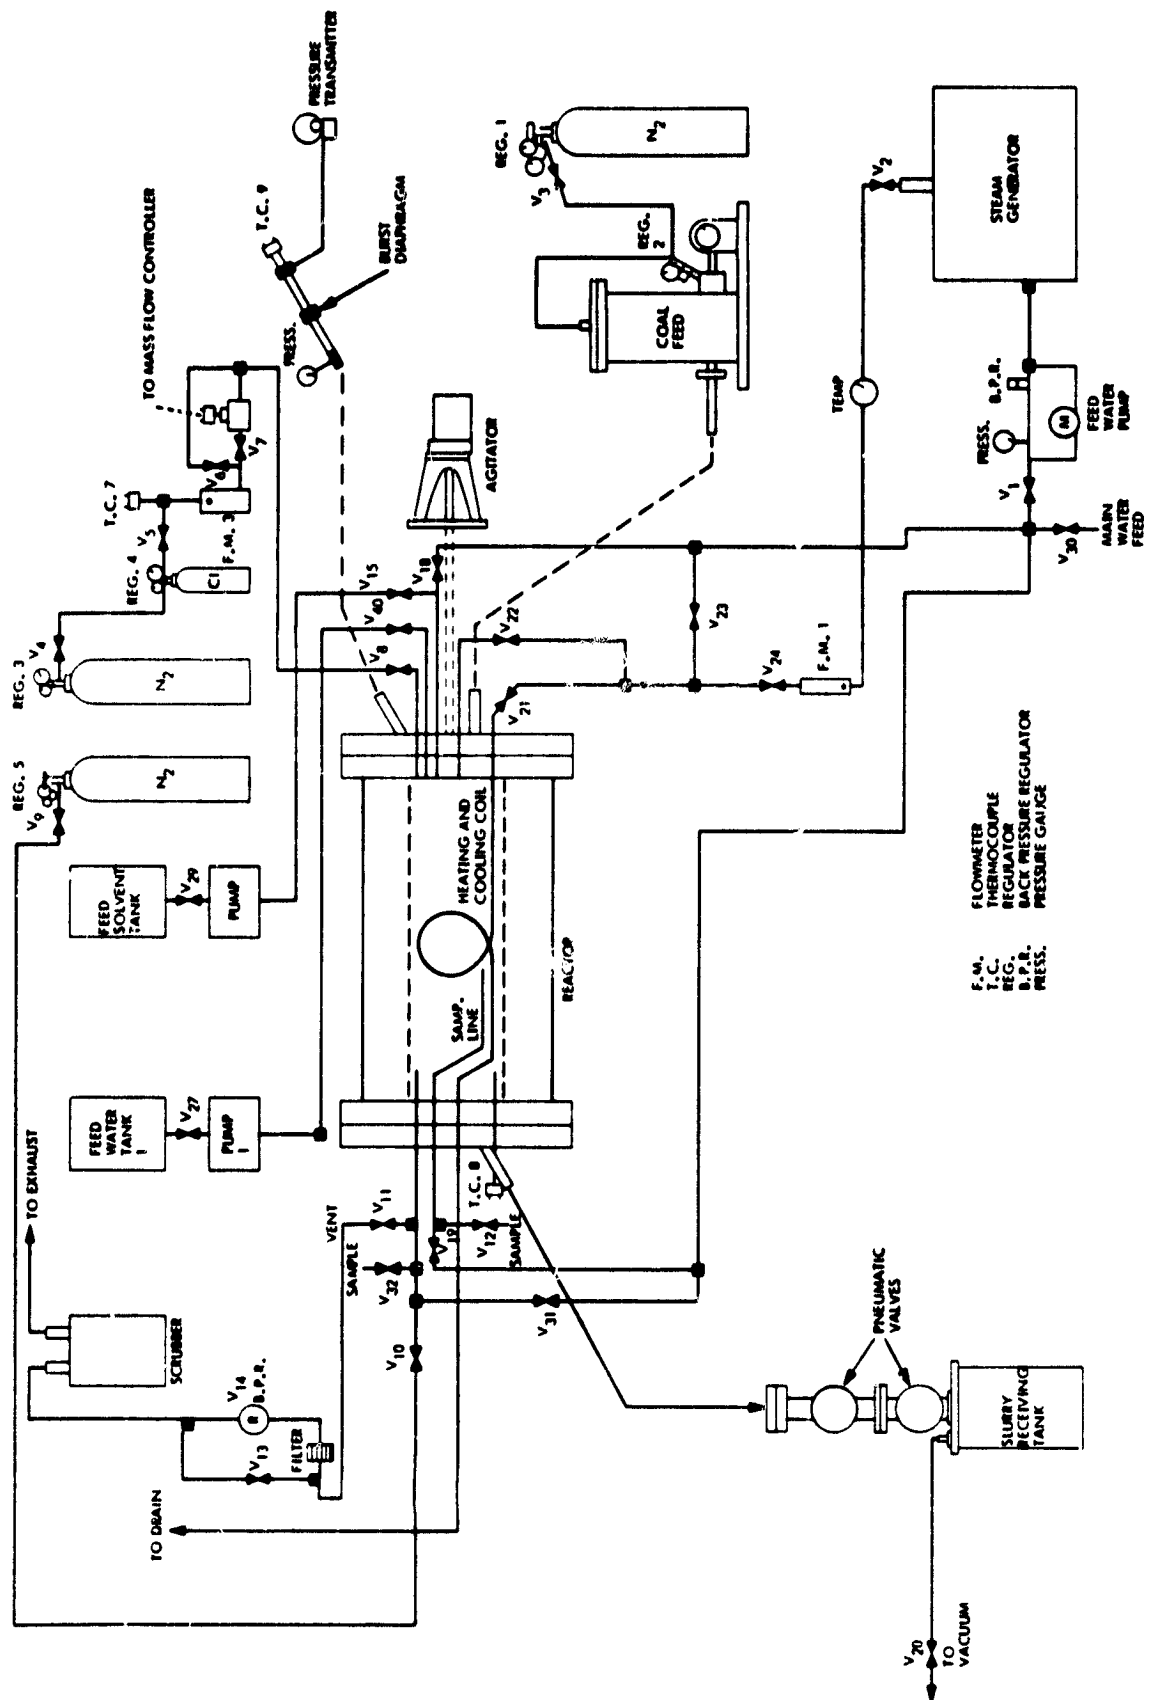 PRESSURE
TRANSMITTER
T.C. 9
TO MASS FLOW CONTROLLER
BURST
DIAPHRAGM
PRESS.
REG. 1
N2
V3
REG.
2
COAL
FEED
V2
STEAM
GENERATOR
TEMP
B.P.R.
PRESS.
M
FEED
WATER
PUMP
V1
V30
MAIN
WATER
FEED
T.C. 7
V6
V7
V5
F.M. 3
REG. 4
Cl
V4
REG. 3
N2
REG. 5
N2
V9
AGITATOR
V15
V18
V40
V8
V22
V23
V21
V24
F.M. 1
FEED
SOLVENT
TANK
V29
PUMP
HEATING AND
COOLING COIL
SAMP.
LINE
REACTOR
FEED
WATER
TANK
1
V27
PUMP
1
TO EXHAUST
VENT
V11
T.C. 8
SAMPLE
V32
V19
V12
SAMPLE
V31
V10
SCRUBBER
V14
B.P.R.
R
FILTER
V13
TO DRAIN
PNEUMATIC
VALVES
SLURRY
RECEIVING
TANK
V20
TO
VACUUM
F.M. FLOWMETER
T.C. THERMOCOUPLE
REG. REGULATOR
B.P.R. BACK PRESSURE REGULATOR
PRESS. PRESSURE GAUGE